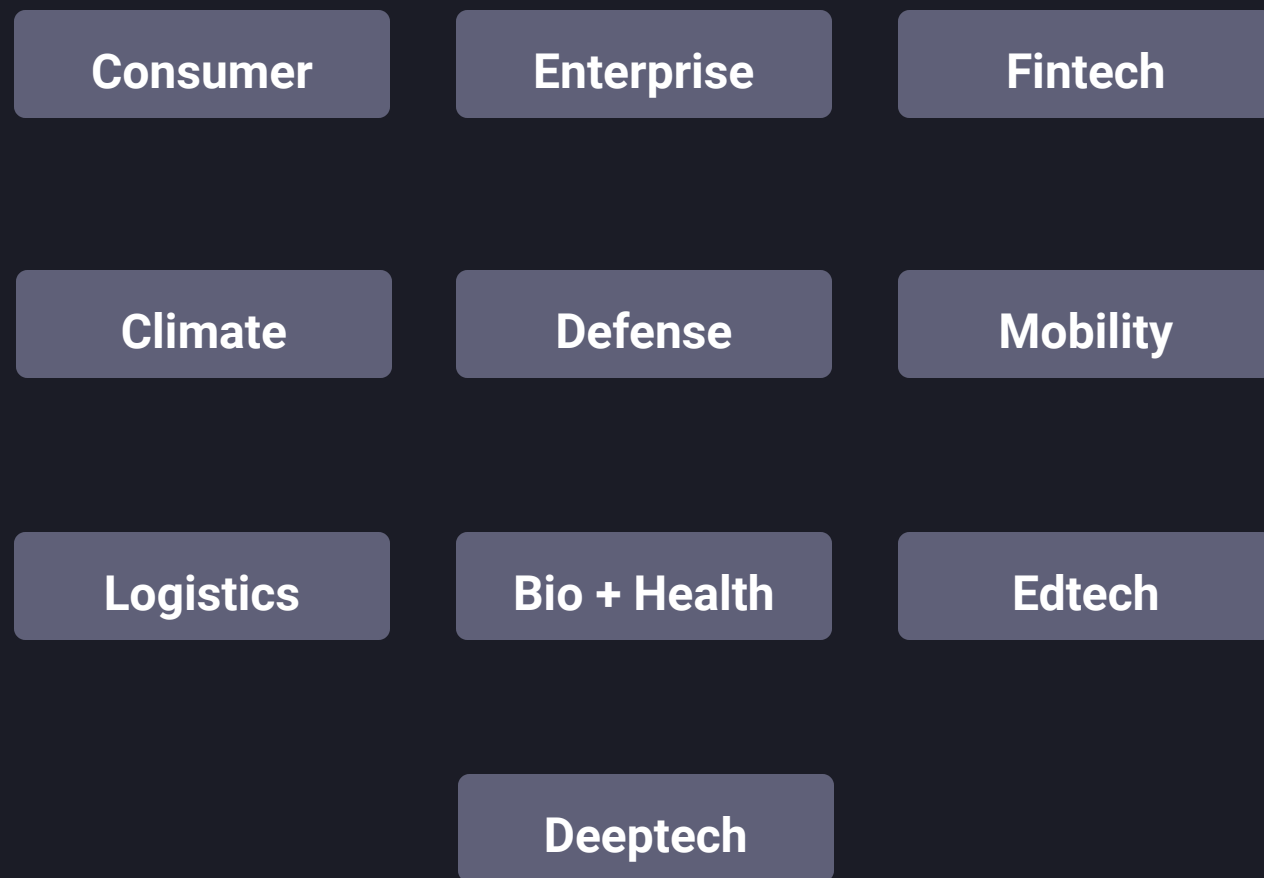 Consumer
Enterprise
Fintech
Climate
Defense
Mobility
Logistics
Bio + Health
Edtech
Deeptech